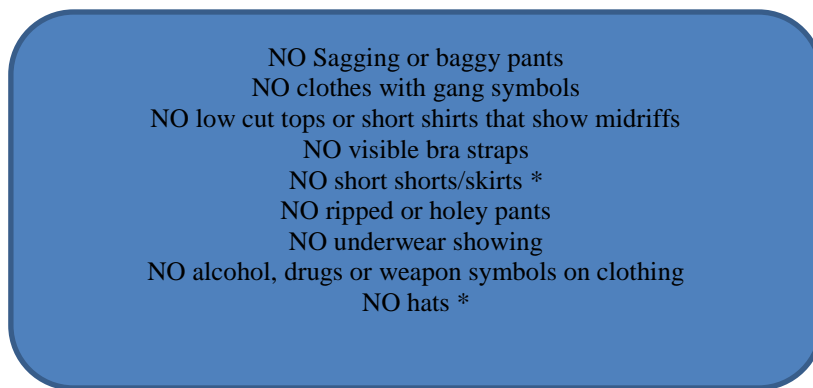 NO Sagging or baggy pants
NO clothes with gang symbols
NO low cut tops or short shirts that show midriffs
NO visible bra straps
NO short shorts/skirts *
NO ripped or holey pants
NO underwear showing
NO alcohol, drugs or weapon symbols on clothing
NO hats *